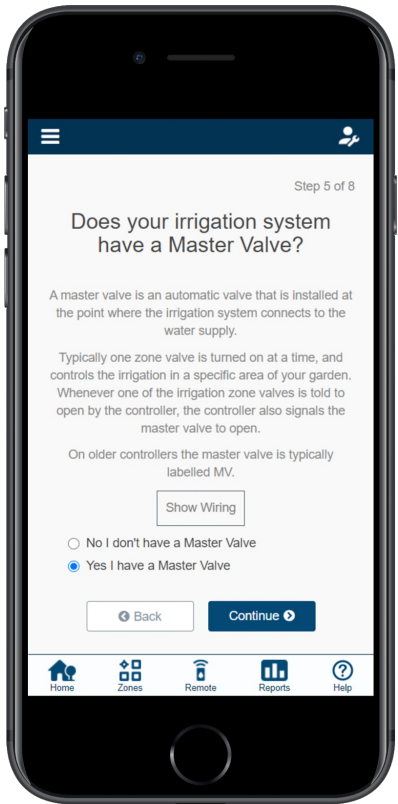 Step 5 of 8
Does your irrigation system
have a Master Valve?
A master valve is an automatic valve that is installed at
the point where the irrigation system connects to the
water supply.
Typically one zone valve is turned on at a time, and
controls the irrigation in a specific area of your garden.
Whenever one of the irrigation zone valves is told to
open by the controller, the controller also signals the
master valve to open.
On older controllers the master valve is typically
labelled MV.
Show Wiring
No I don't have a Master Valve
Yes I have a Master Valve
Back
Continue
Home
Zones
Remote
Reports
Help